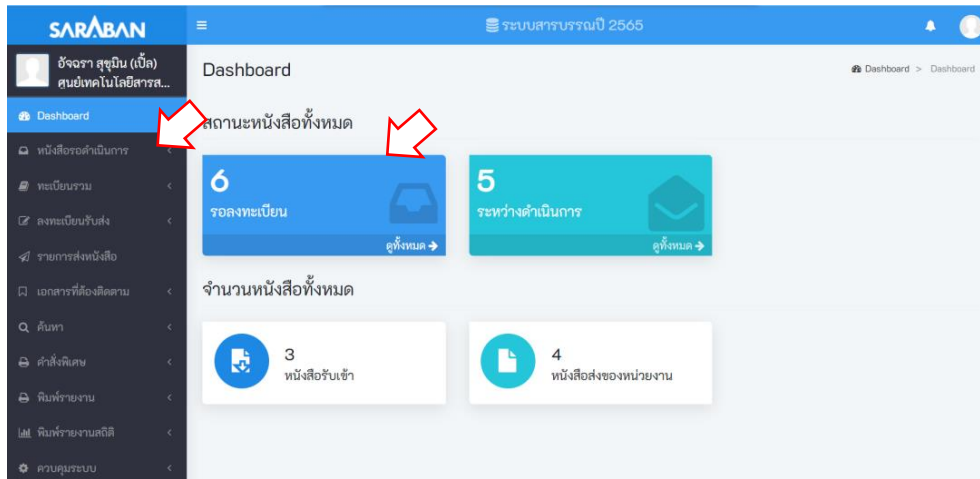 SARABAN
ระบบสารบรรณปี 2565
อัจฉรา สุขุมิน (เปิ้ล)
ศูนย์เทคโนโลยีสารส...
Dashboard
Dashboard > Dashboard
Dashboard
หนังสือรอดำเนินการ
ทะเบียนรวม
ลงทะเบียนรับส่ง
รายการส่งหนังสือ
เอกสารที่ต้องติดตาม
ค้นหา
คำสั่งพิเศษ
พิมพ์รายงาน
พิมพ์รายงานสถิติ
ควบคุมระบบ
สถานะหนังสือทั้งหมด
6
รอลงทะเบียน
ดูทั้งหมด
5
ระหว่างดำเนินการ
ดูทั้งหมด
จำนวนหนังสือทั้งหมด
3
หนังสือรับเข้า
4
หนังสือส่งของหน่วยงาน